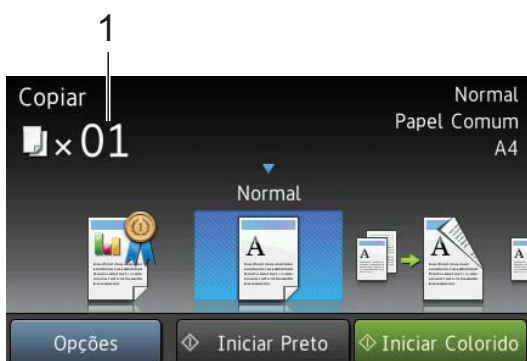 1
Copiar
Normal
Papel Comum
A4
×01
Normal
A
A
A
A
Opções
Iniciar Preto
Iniciar Colorido